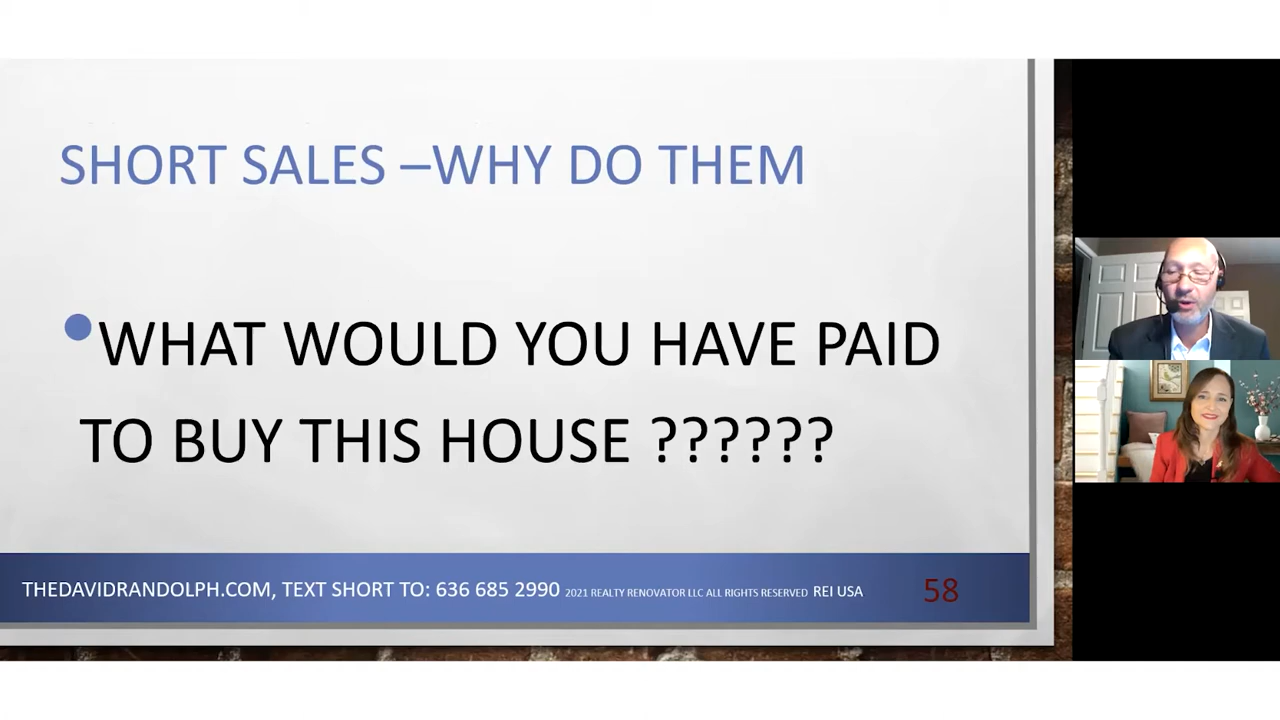 SHORT SALES –WHY DO THEM
•WHAT WOULD YOU HAVE PAID
TO BUY THIS HOUSE ??????
THEDAVIDRANDOLPH.COM, TEXT SHORT TO: 636 685 2990 2021 REALTY RENOVATOR LLC ALL RIGHTS RESERVED REI USA 58